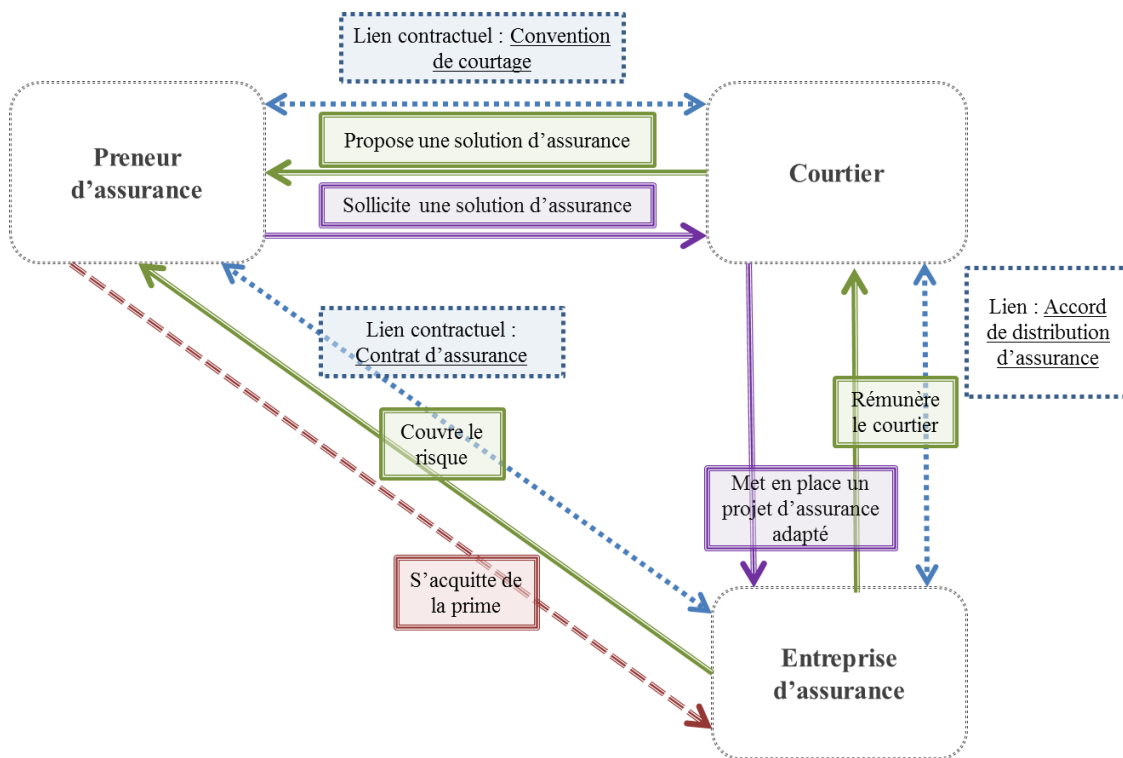 Lien contractuel : Convention
de courtage
Preneur
d’assurance
Propose une solution d’assurance
Courtier
Sollicite une solution d’assurance
Lien contractuel :
Contrat d’assurance
Lien : Accord
de distribution
d’assurance
Couvre le
risque
Rémunère
le courtier
Met en place un
projet d’assurance
adapté
S’acquitte de
la prime
Entreprise
d’assurance